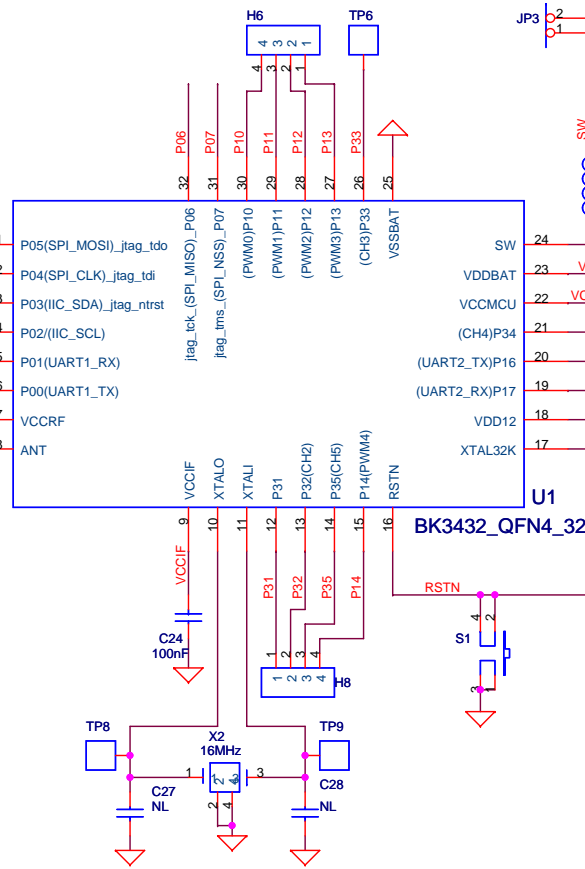 H6
TP6
JP3
2
1
4 3 2 1
4 3 2 1
P06
P07
P10
P11
P12
P13
P33
SW
32 31 30 29 28 27 26 25
jtag_tck_(SPI_MISO)_P06
jtag_tms_(SPI_NSS)_P07
(PWM0)P10
(PWM1)P11
(PWM2)P12
(PWM3)P13
(CH3)P33
VSSBAT
P05(SPI_MOSI)_jtag_tdo
P04(SPI_CLK)_jtag_tdi
P03(IIC_SDA)_jtag_ntrst
P02/(IIC_SCL)
P01(UART1_RX)
P00(UART1_TX)
VCCRF
ANT
SW 24
VDDBAT 23
VCCMCU 22
(CH4)P34 21
(UART2_TX)P16 20
(UART2_RX)P17 19
VDD12 18
XTAL32K 17
VCCIF
XTALO
XTALI
P31
P32(CH2)
P35(CH5)
P14(PWM4)
RSTN
9 10 11 12 13 14 15 16
U1
BK3432_QFN4_32
VCCIF
P31
P32
P35
P14
RSTN
C24
100nF
1 2 3 4
1 2 3 4
H8
S1
4 2
3 1
TP8
X2
16MHz
TP9
1
3
C27
NL
C28
NL
2 4